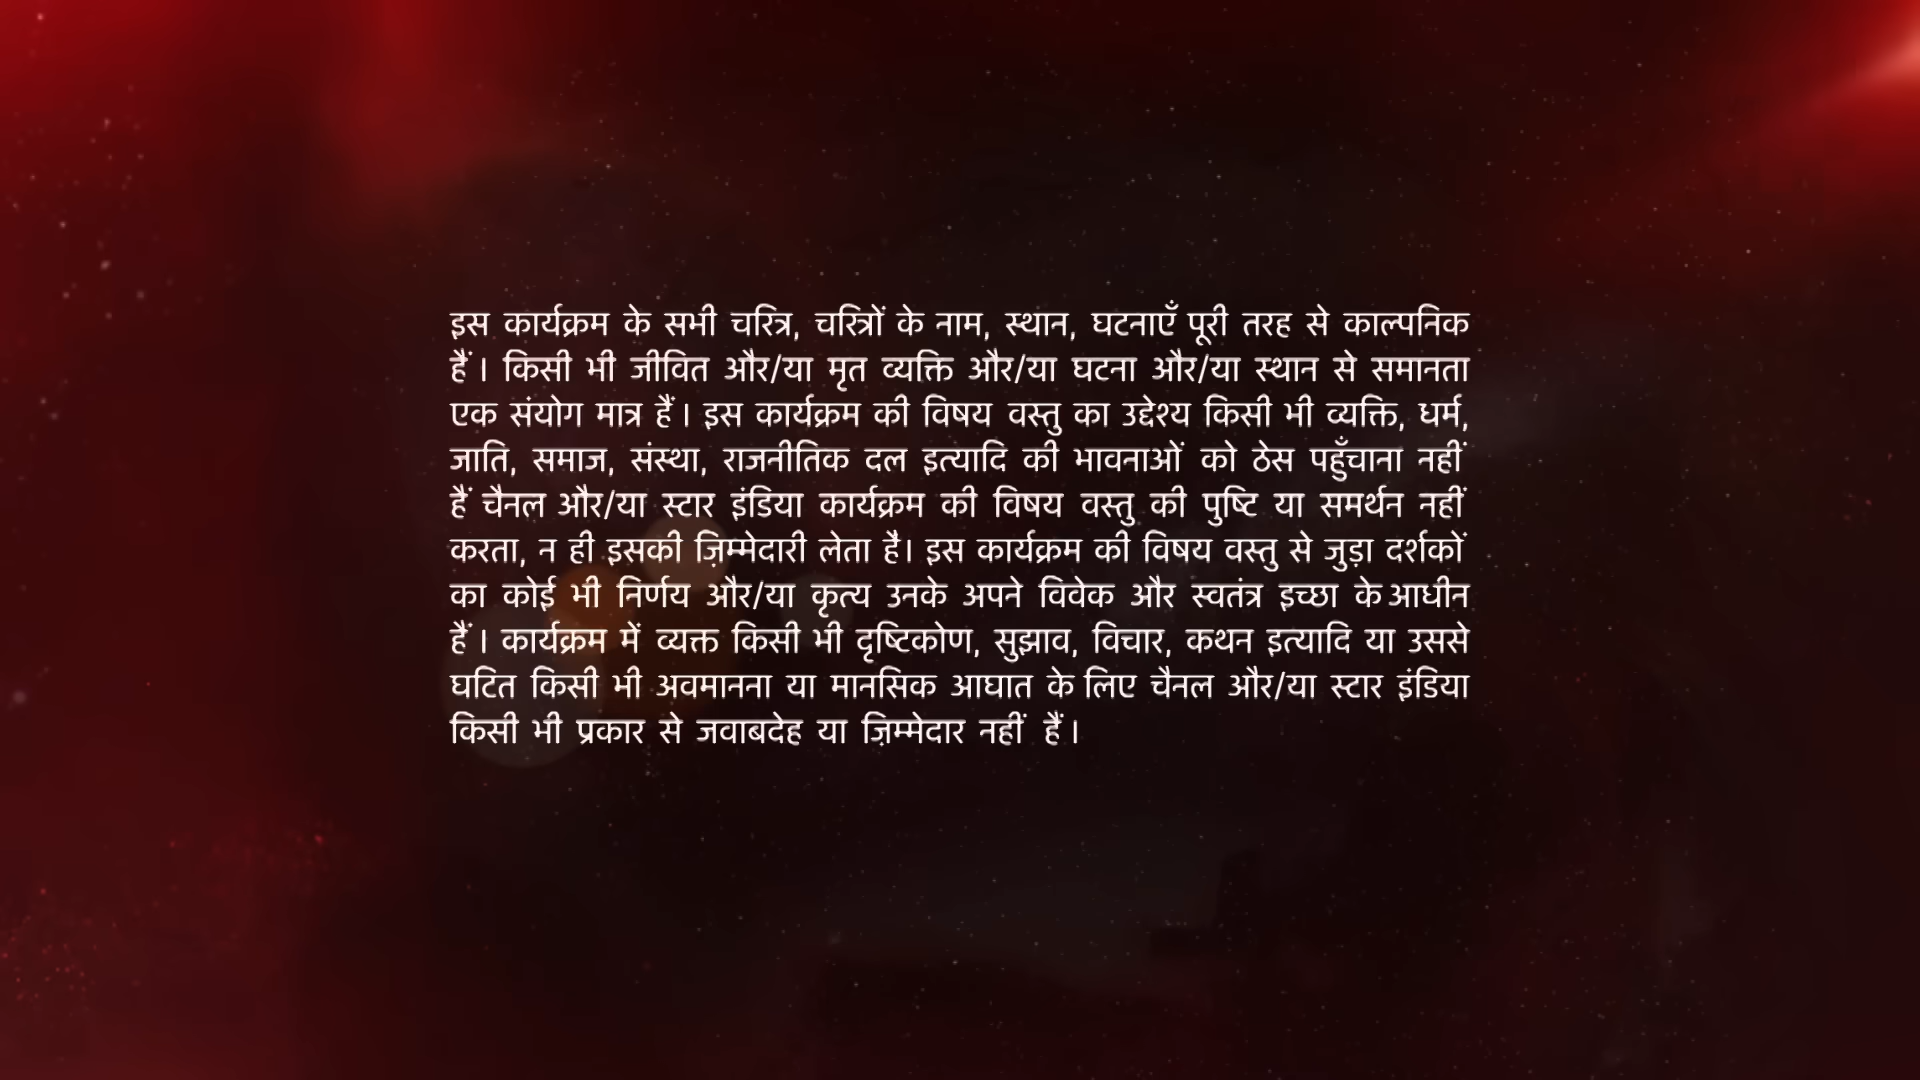 इस कार्यक्रम के सभी चरित्र, चरित्रों के नाम, स्थान, घटनाएँ पूरी तरह से काल्पनिक
हैं । किसी भी जीवित और/या मृत व्यक्ति और/या घटना और/या स्थान से समानता
एक संयोग मात्र हैं । इस कार्यक्रम की विषय वस्तु का उद्देश्य किसी भी व्यक्ति, धर्म,
जाति, समाज, संस्था, राजनीतिक दल इत्यादि की भावनाओं को ठेस पहुँचाना नहीं
हैं चैनल और/या स्टार इंडिया कार्यक्रम की विषय वस्तु की पुष्टि या समर्थन नहीं
करता, न ही इसकी ज़िम्मेदारी लेता है। इस कार्यक्रम की विषय वस्तु से जुड़ा दर्शकों
का कोई भी निर्णय और/या कृत्य उनके अपने विवेक और स्वतंत्र इच्छा के आधीन
हैं । कार्यक्रम में व्यक्त किसी भी दृष्टिकोण, सुझाव, विचार, कथन इत्यादि या उससे
घटित किसी भी अवमानना या मानसिक आघात के लिए चैनल और/या स्टार इंडिया
किसी भी प्रकार से जवाबदेह या ज़िम्मेदार नहीं हैं ।